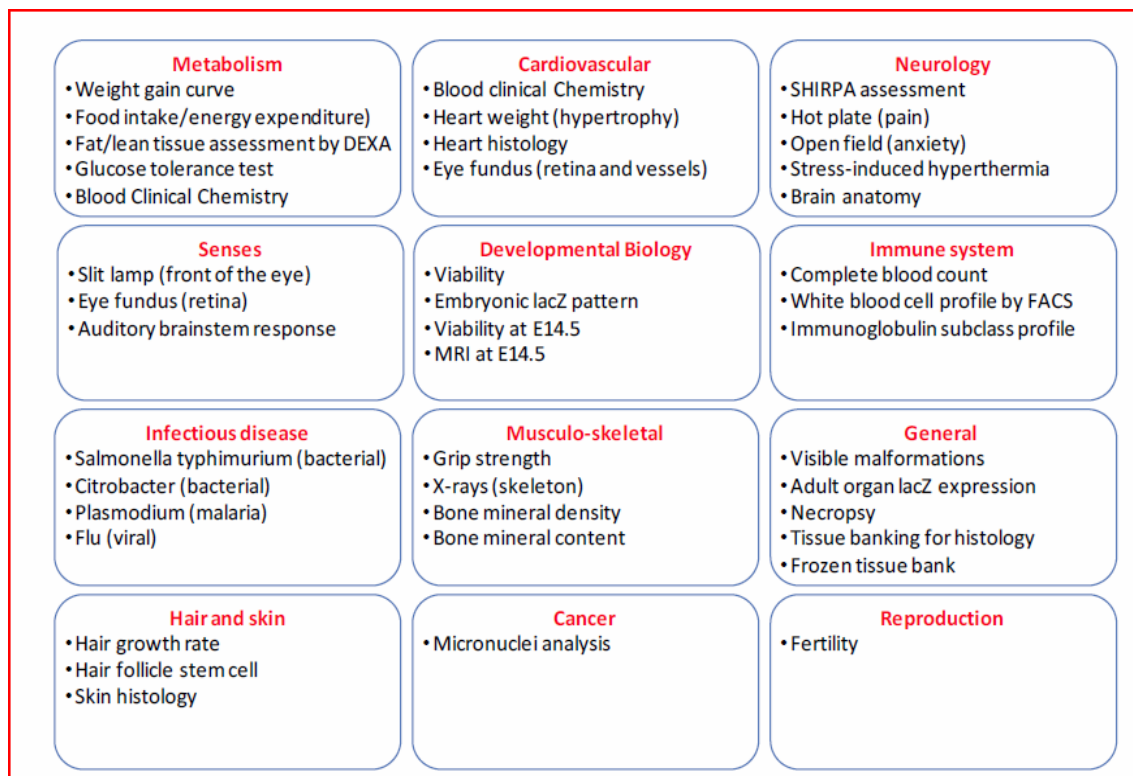 Metabolism
• Weight gain curve
• Food intake/energy expenditure)
• Fat/lean tissue assessment by DEXA
• Glucose tolerance test
• Blood Clinical Chemistry
Cardiovascular
• Blood clinical Chemistry
• Heart weight (hypertrophy)
• Heart histology
• Eye fundus (retina and vessels)
Neurology
• SHIRPA assessment
• Hot plate (pain)
• Open field (anxiety)
• Stress-induced hyperthermia
• Brain anatomy
Senses
• Slit lamp (front of the eye)
• Eye fundus (retina)
• Auditory brainstem response
Developmental Biology
• Viability
• Embryonic lacZ pattern
• Viability at E14.5
• MRI at E14.5
Immune system
• Complete blood count
• White blood cell profile by FACS
• Immunoglobulin subclass profile
Infectious disease
• Salmonella typhimurium (bacterial)
• Citrobacter (bacterial)
• Plasmodium (malaria)
• Flu (viral)
Musculo-skeletal
• Grip strength
• X-rays (skeleton)
• Bone mineral density
• Bone mineral content
General
• Visible malformations
• Adult organ lacZ expression
• Necropsy
• Tissue banking for histology
• Frozen tissue bank
Hair and skin
• Hair growth rate
• Hair follicle stem cell
• Skin histology
Cancer
• Micronuclei analysis
Reproduction
• Fertility